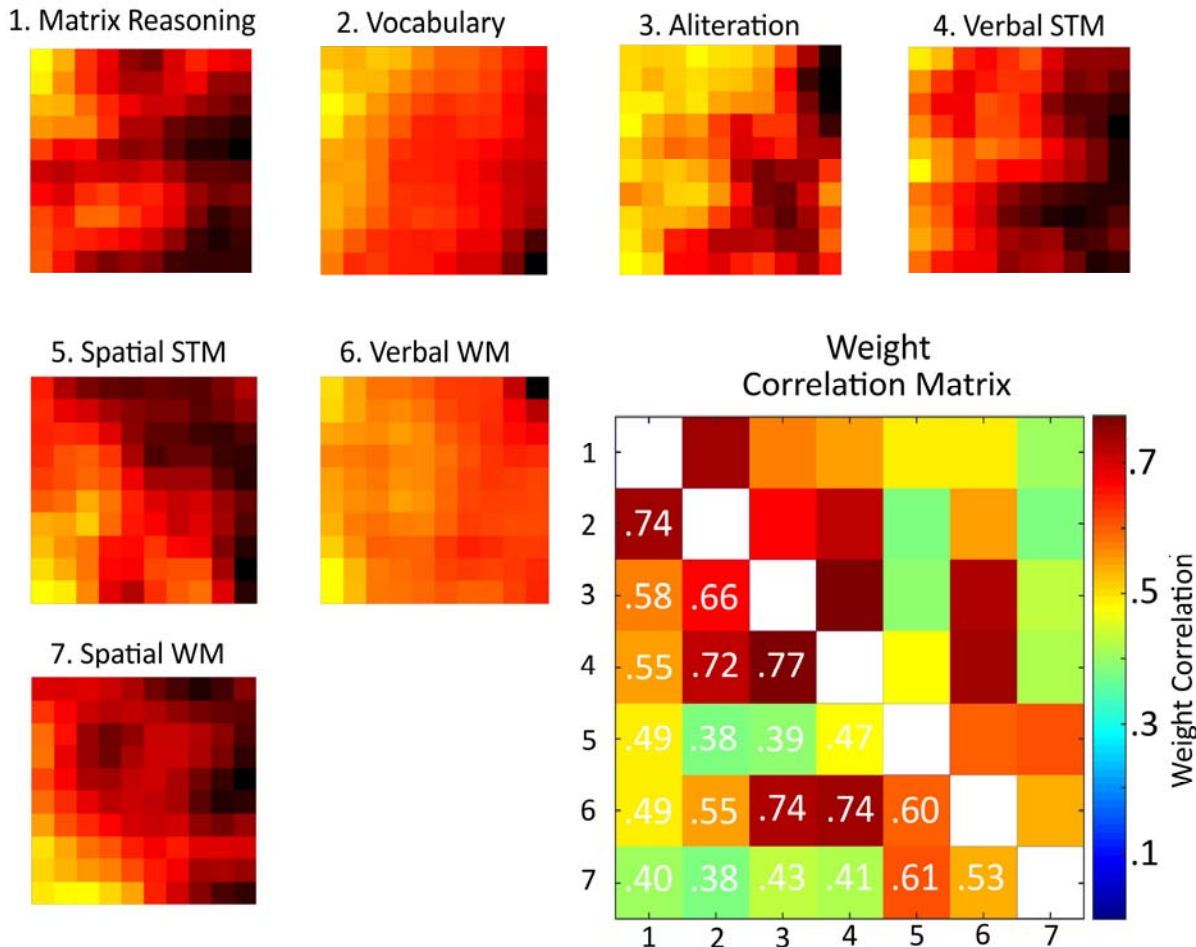 1. Matrix Reasoning
2. Vocabulary
3. Aliteration
4. Verbal STM
5. Spatial STM
6. Verbal WM
7. Spatial WM
Weight
Correlation Matrix
1
2
.74
3
.58 .66
4
.55 .72 .77
5
.49 .38 .39 .47
6
.49 .55 .74 .74 .60
7
.40 .38 .43 .41 .61 .53
1 2 3 4 5 6 7
.7
.5
.3
.1
Weight Correlation